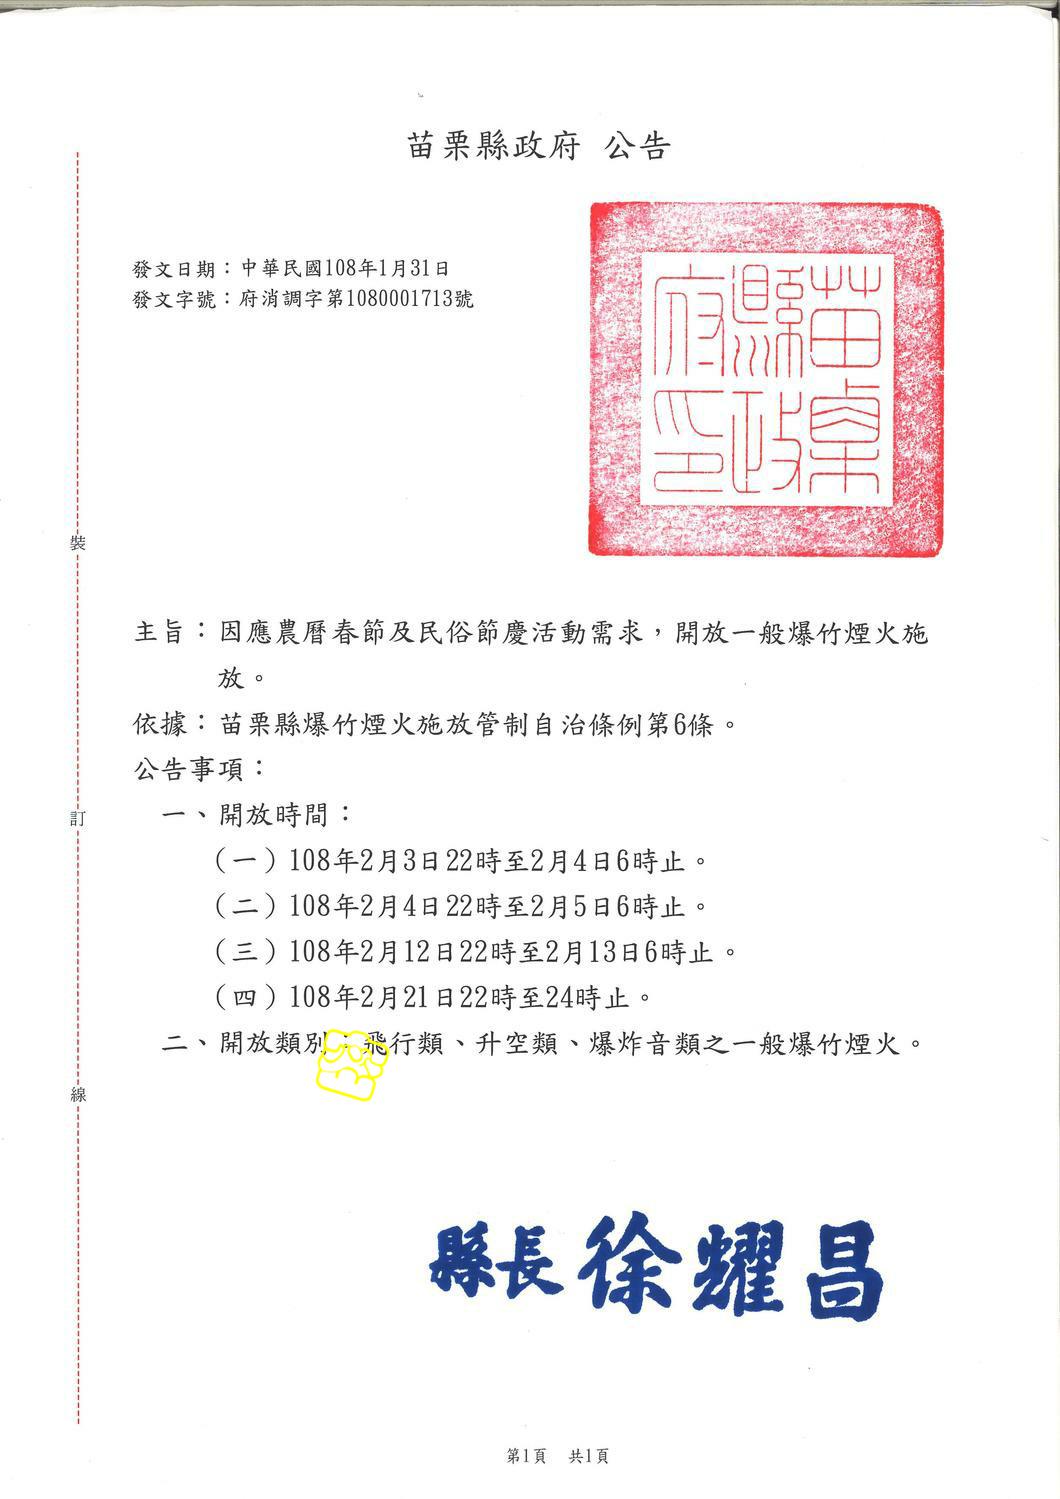 苗栗縣政府 公告
發文日期：中華民國108年1月31日
發文字號：府消調字第1080001713號
苗栗縣政府印
主旨：因應農曆春節及民俗節慶活動需求，開放一般爆竹煙火施
放。
依據：苗栗縣爆竹煙火施放管制自治條例第6條。
公告事項：
一、開放時間：
（一）108年2月3日22時至2月4日6時止。
（二）108年2月4日22時至2月5日6時止。
（三）108年2月12日22時至2月13日6時止。
（四）108年2月21日22時至24時止。
二、開放類別：飛行類、升空類、爆炸音類之一般爆竹煙火。
縣長徐耀昌
裝
訂
線
第1頁 共1頁